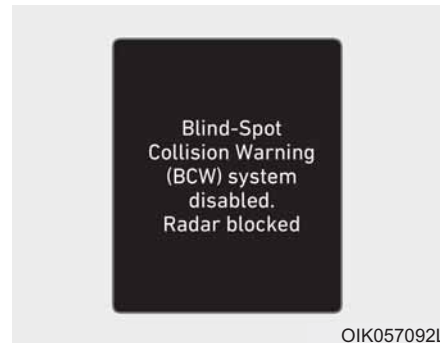 Blind-Spot
Collision Warning
(BCW) system
disabled.
Radar blocked
OIK057092L